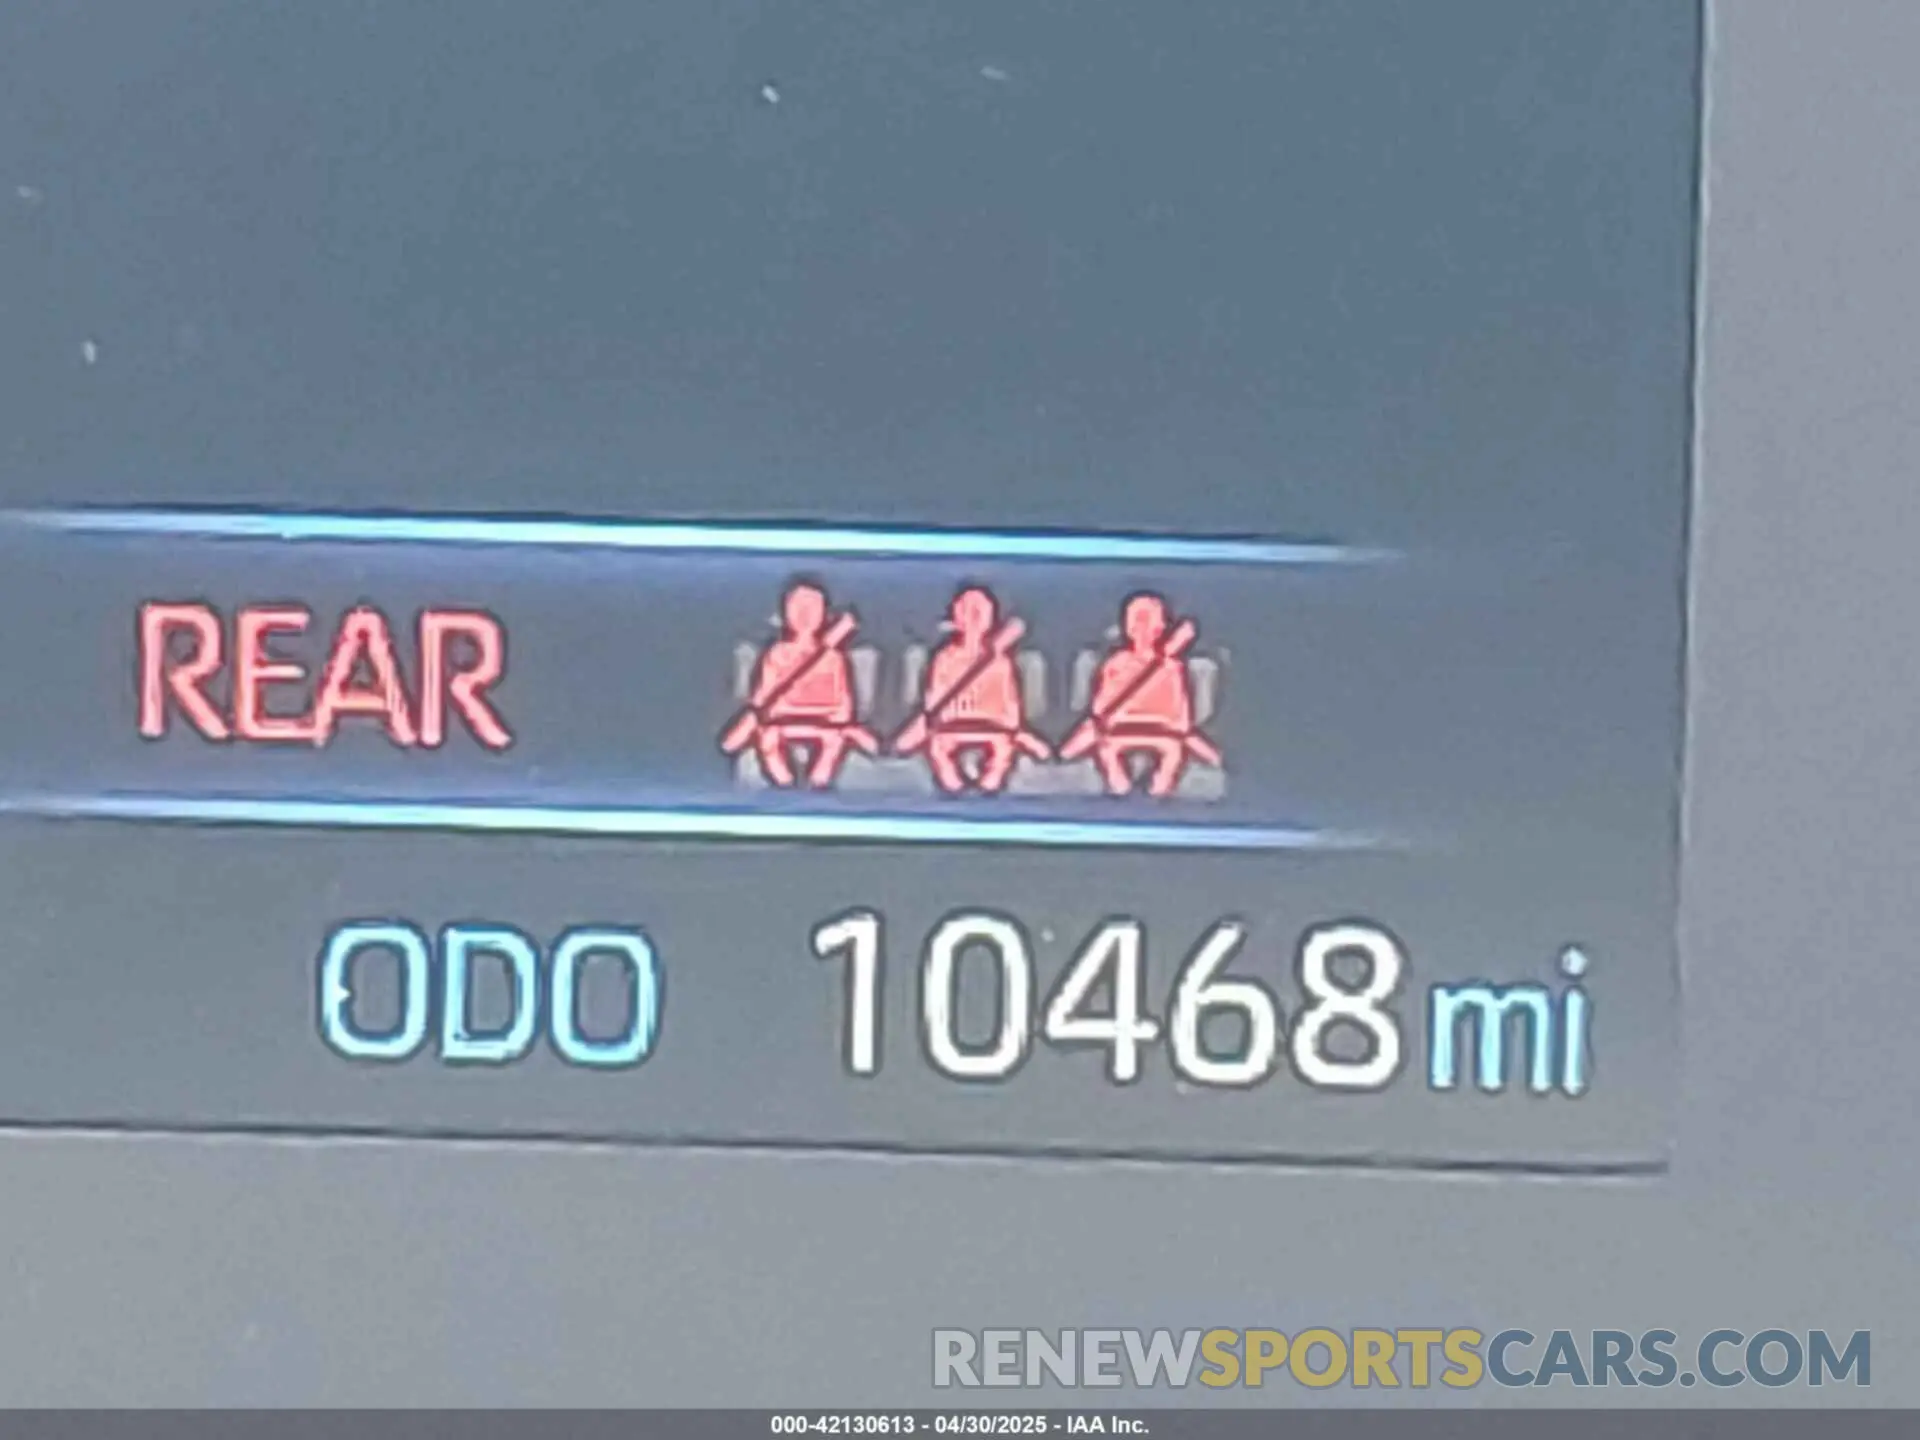 REAR
ODO 10468 mi
RENEWSPORTSCARS.COM
000-42130613 - 04/30/2025 - IAA Inc.